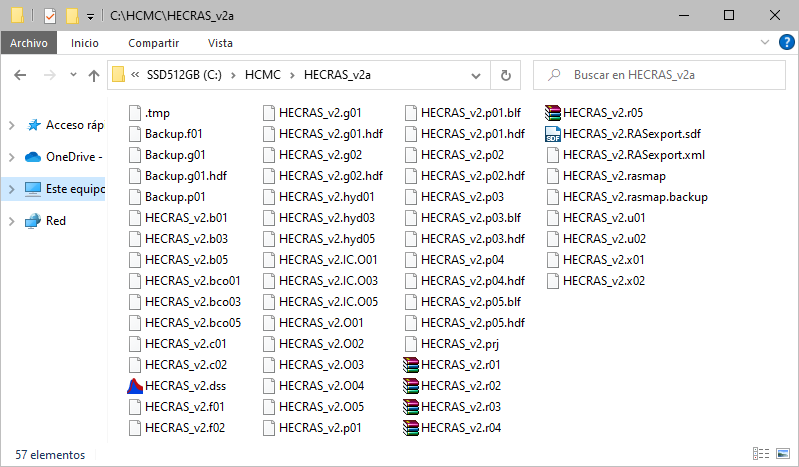 C:\HCMC\HECRAS_v2a
Archivo Inicio Compartir Vista
« SSD512GB (C:) > HCMC > HECRAS_v2a
Buscar en HECRAS_v2a
Acceso ráp
OneDrive -
Este equipo
Red
.tmp
Backup.f01
Backup.g01
Backup.g01.hdf
Backup.p01
HECRAS_v2.b01
HECRAS_v2.b03
HECRAS_v2.b05
HECRAS_v2.bco01
HECRAS_v2.bco03
HECRAS_v2.bco05
HECRAS_v2.c01
HECRAS_v2.c02
HECRAS_v2.dss
HECRAS_v2.f01
HECRAS_v2.f02
HECRAS_v2.g01
HECRAS_v2.g01.hdf
HECRAS_v2.g02
HECRAS_v2.g02.hdf
HECRAS_v2.hyd01
HECRAS_v2.hyd03
HECRAS_v2.hyd05
HECRAS_v2.IC.O01
HECRAS_v2.IC.O03
HECRAS_v2.IC.O05
HECRAS_v2.O01
HECRAS_v2.O02
HECRAS_v2.O03
HECRAS_v2.O04
HECRAS_v2.O05
HECRAS_v2.p01
HECRAS_v2.p01.blf
HECRAS_v2.p01.hdf
HECRAS_v2.p02
HECRAS_v2.p02.hdf
HECRAS_v2.p03
HECRAS_v2.p03.blf
HECRAS_v2.p03.hdf
HECRAS_v2.p04
HECRAS_v2.p04.hdf
HECRAS_v2.p05.blf
HECRAS_v2.p05.hdf
HECRAS_v2.prj
HECRAS_v2.r01
HECRAS_v2.r02
HECRAS_v2.r03
HECRAS_v2.r04
HECRAS_v2.r05
SDF HECRAS_v2.RASexport.sdf
HECRAS_v2.RASexport.xml
HECRAS_v2.rasmap
HECRAS_v2.rasmap.backup
HECRAS_v2.u01
HECRAS_v2.u02
HECRAS_v2.x01
HECRAS_v2.x02
57 elementos